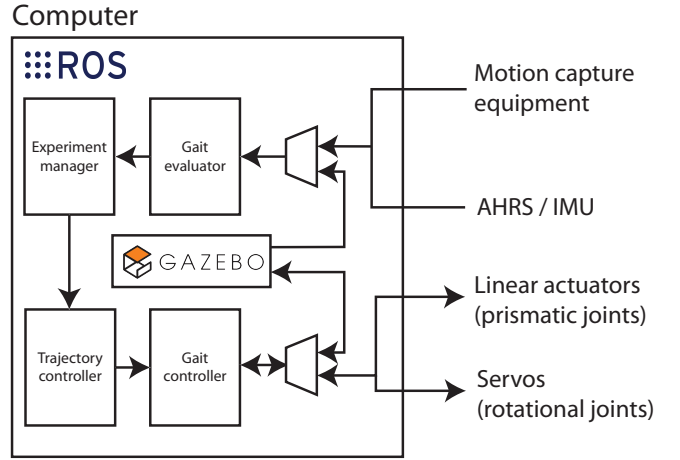 Computer
ROS
Motion capture
equipment
Experiment
manager
Gait
evaluator
AHRS / IMU
GAZEBO
Linear actuators
(prismatic joints)
Trajectory
controller
Gait
controller
Servos
(rotational joints)